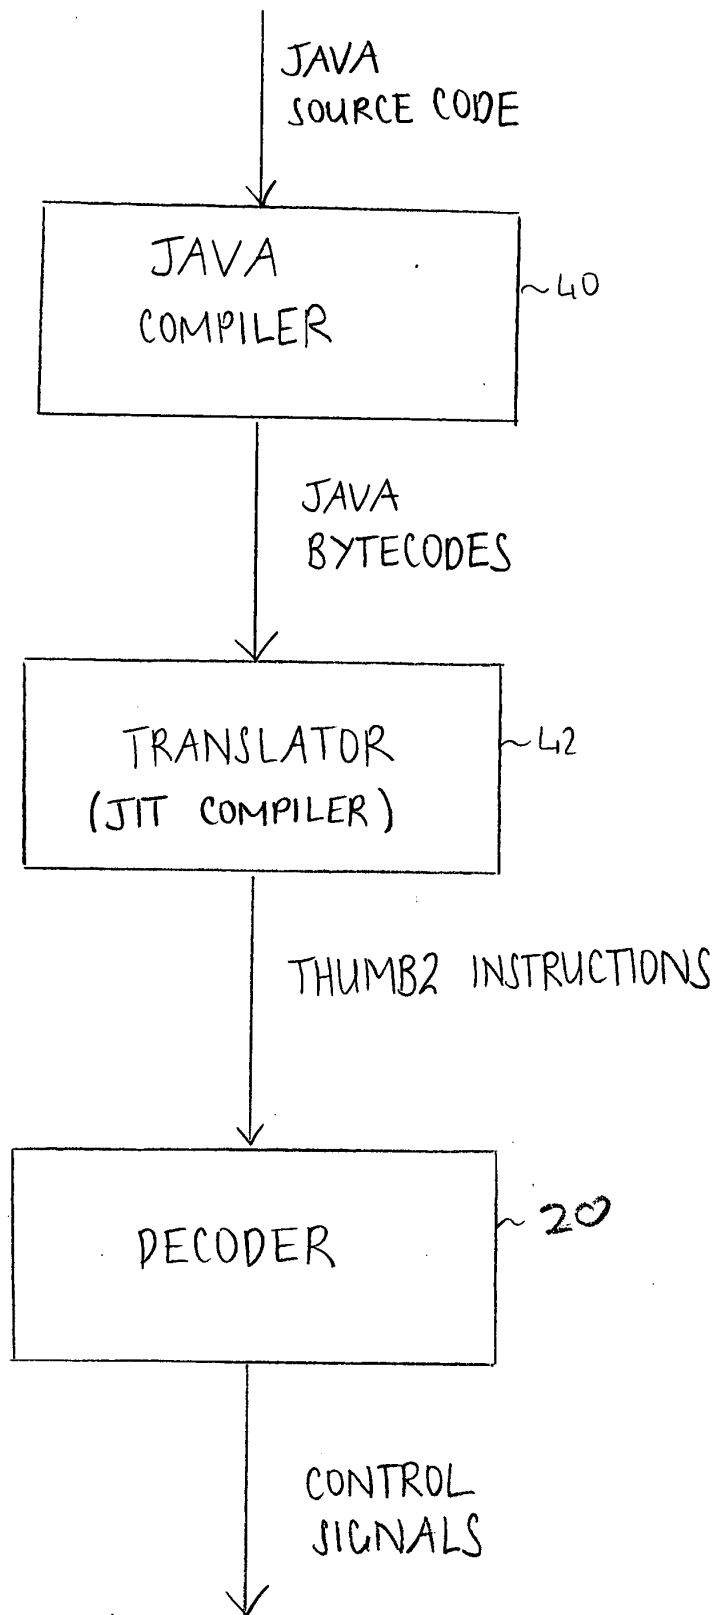 JAVA
SOURCE CODE
JAVA
COMPILER
~40
JAVA
BYTECODES
TRANSLATOR
(JIT COMPILER)
~42
THUMB2 INSTRUCTIONS
DECODER
~20
CONTROL
SIGNALS